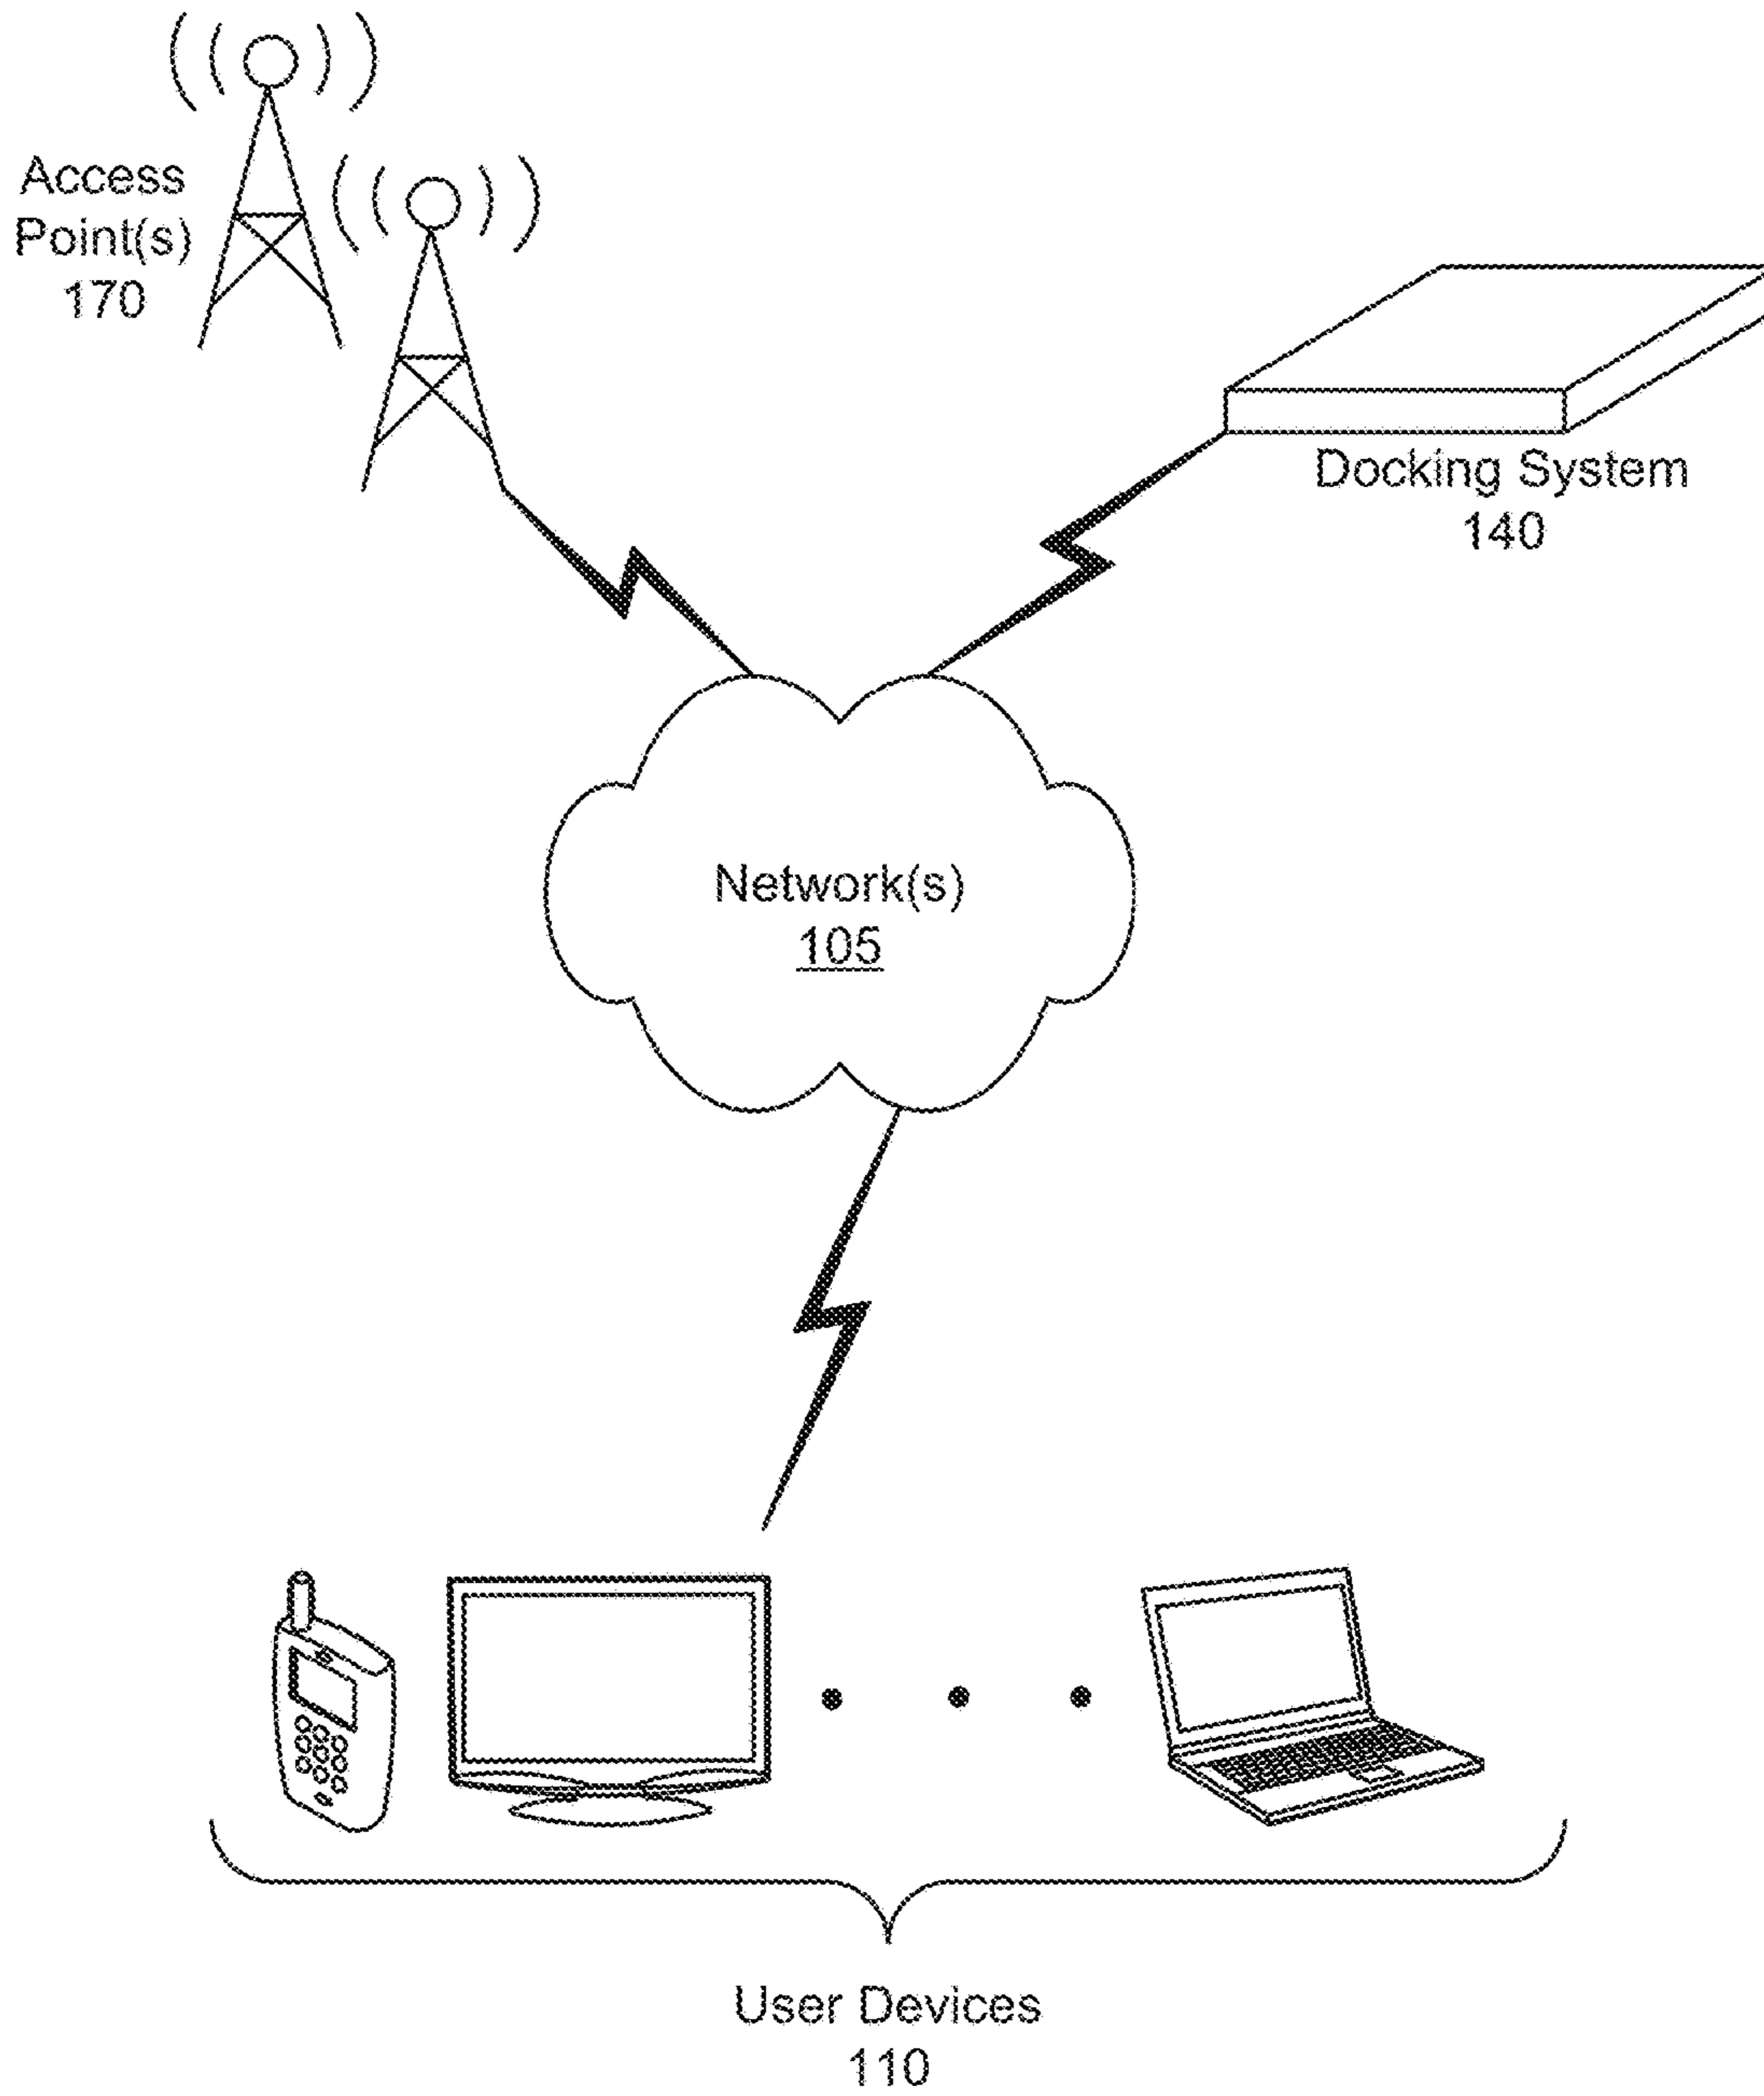 Access
Point(s)
170
Docking System
140
Network(s)
105
User Devices
110